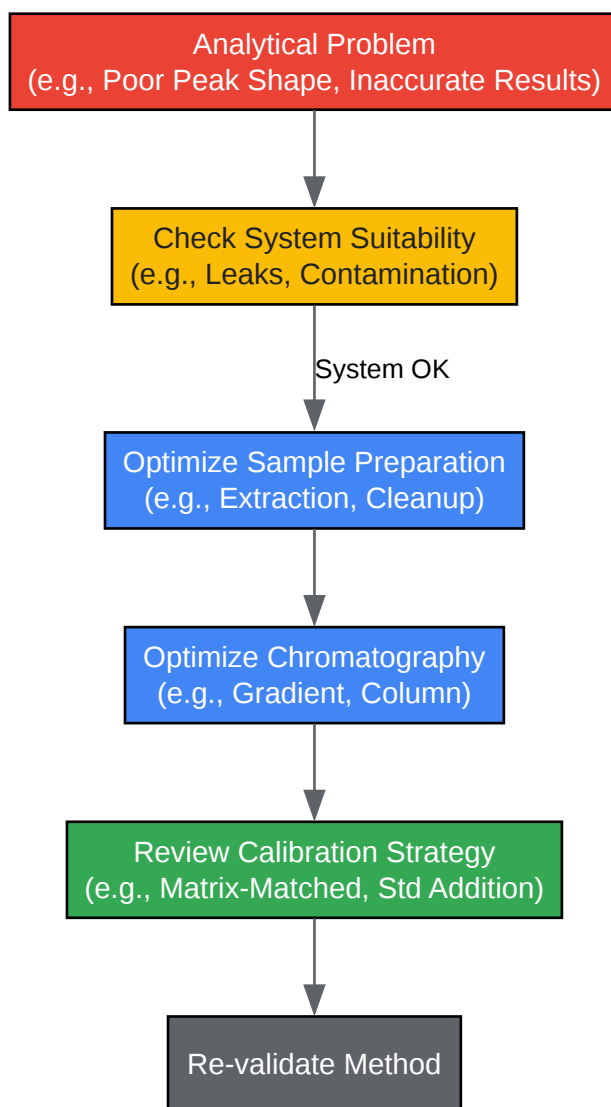 Analytical Problem
(e.g., Poor Peak Shape, Inaccurate Results)
Check System Suitability
(e.g., Leaks, Contamination)
System OK
Optimize Sample Preparation
(e.g., Extraction, Cleanup)
Optimize Chromatography
(e.g., Gradient, Column)
Review Calibration Strategy
(e.g., Matrix-Matched, Std Addition)
Re-validate Method